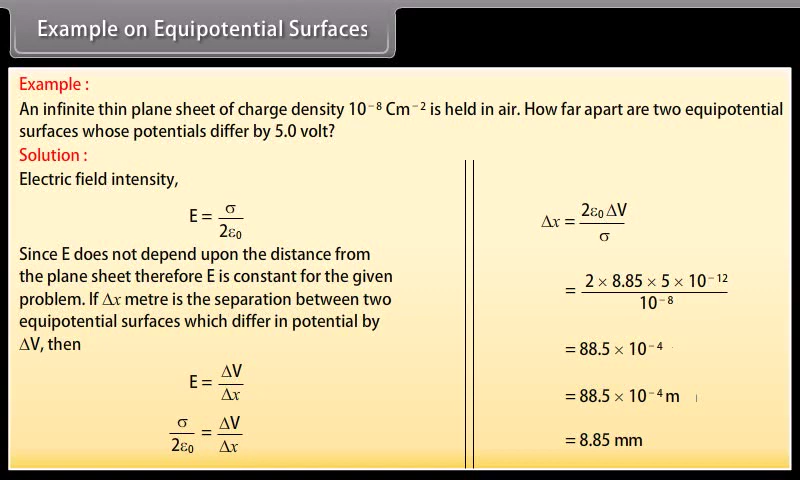 Example on Equipotential Surfaces
Example :
An infinite thin plane sheet of charge density 10⁻⁸ Cm⁻² is held in air. How far apart are two equipotential
surfaces whose potentials differ by 5.0 volt?
Solution :
Electric field intensity,
E = σ / 2ε₀
Since E does not depend upon the distance from
the plane sheet therefore E is constant for the given
problem. If Δx metre is the separation between two
equipotential surfaces which differ in potential by
ΔV, then
E = ΔV / Δx
σ / 2ε₀ = ΔV / Δx
Δx = 2ε₀ ΔV / σ
= 2 × 8.85 × 5 × 10⁻¹² / 10⁻⁸
= 88.5 × 10⁻⁴
= 88.5 × 10⁻⁴ m
= 8.85 mm